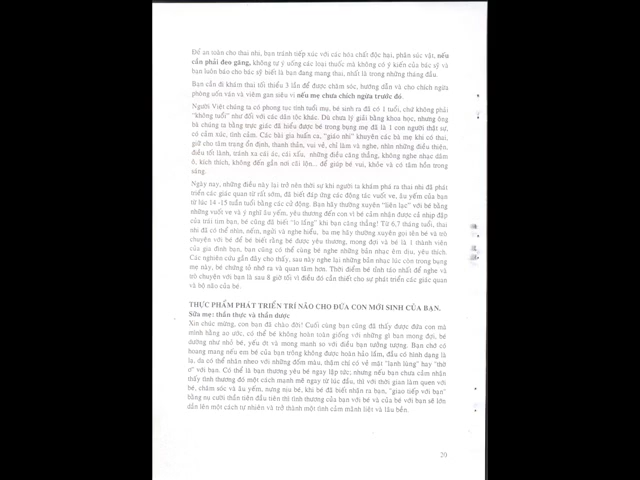 Để an toàn cho thai nhi, bạn tránh tiếp xúc với các hóa chất độc hại, phân súc vật, nếu
cần phải đeo găng, không tự ý uống các loại thuốc mà không có ý kiến của bác sỹ và
bạn luôn báo cho bác sỹ biết là bạn đang mang thai, nhất là trong những tháng đầu.
Bạn cần đi khám thai tối thiểu 3 lần để được chăm sóc, hướng dẫn và cho chích ngừa
phòng uốn ván và viêm gan siêu vi nếu mẹ chưa chích ngừa trước đó.
Người Việt chúng ta có phong tục tính tuổi mụ, bé sinh ra đã có 1 tuổi, chứ không phải
"không tuổi" như đối với các dân tộc khác. Dù chưa lý giải bằng khoa học, nhưng ông
bà chúng ta bằng trực giác đã hiểu được bé trong bụng mẹ đã là 1 con người thật sự,
có cảm xúc, tình cảm. Các bài gia huấn ca, "giáo nhi" khuyên các bà mẹ khi có thai,
giữ cho tâm trạng ổn định, thanh thản, vui vẻ, chỉ làm và nghe, nhìn những điều thiện,
điều tốt lành, tránh xa cái ác, cái xấu, những điều căng thẳng, không nghe nhạc dâm
ô, kích thích, không đến gần nơi cãi lộn... để giúp bé vui, khỏe và có tâm hồn trong
sáng.
Ngày nay, những điều này lại trở nên thời sự khi người ta khám phá ra thai nhi đã phát
triển các giác quan từ rất sớm, đã biết đáp ứng các động tác vuốt ve, âu yếm của bạn
từ lúc 14 -15 tuần tuổi bằng các cử động. Bạn hãy thường xuyên "liên lạc" với bé bằng
những vuốt ve và ý nghĩ âu yếm, yêu thương đến con vì bé cảm nhận được cả nhịp đập
của trái tim bạn, bé cũng đã biết "lo lắng" khi bạn căng thẳng! Từ 6,7 tháng tuổi, thai
nhi đã có thể nhìn, nếm, ngửi và nghe hiểu, ba mẹ hãy thường xuyên gọi tên bé và trò
chuyện với bé để bé biết rằng bé được yêu thương, mong đợi và bé là 1 thành viên
của gia đình bạn, bạn cũng có thể cùng bé nghe những bản nhạc êm dịu, yêu thích.
Các nghiên cứu gần đây cho thấy, sau này nghe lại những bản nhạc lúc còn trong bụng
mẹ này, bé chứng tỏ nhớ ra và quan tâm hơn. Thời điểm bé tỉnh táo nhất để nghe và
trò chuyện với bạn là sau 8 giờ tối vì điều đó cần thiết cho sự phát triển các giác quan
và bộ não của bé.
THỰC PHẨM PHÁT TRIỂN TRÍ NÃO CHO ĐỨA CON MỚI SINH CỦA BẠN.
Sữa mẹ: thần thực và thần dược
Xin chúc mừng, con bạn đã chào đời! Cuối cùng bạn cũng đã thấy được đứa con mà
mình hằng ao ước, có thể bé không hoàn toàn giống với những gì bạn mong đợi, bé
dường như nhỏ bé, yếu ớt và mong manh so với điều bạn tưởng tượng. Bạn chớ có
hoang mang nếu em bé của bạn trông không được hoàn hảo lắm, đầu có hình dạng là
lạ, da có thể nhăn nheo với những đốm màu, thậm chí có vẻ mặt "lạnh lùng" hay "thờ
ơ" với bạn. Có thể là bạn thương yêu bé ngay lập tức; nhưng nếu bạn chưa cảm nhận
thấy tình thương đó một cách mạnh mẽ ngay từ lúc đầu, thì với thời gian làm quen với
bé, chăm sóc và âu yếm, nựng nịu bé, khi bé đã biết nhận ra bạn, "giao tiếp với bạn"
bằng nụ cười thần tiên đầu tiên thì tình thương của bạn với bé và của bé với bạn sẽ lớn
dần lên một cách tự nhiên và trở thành một tình cảm mãnh liệt và lâu bền.
29